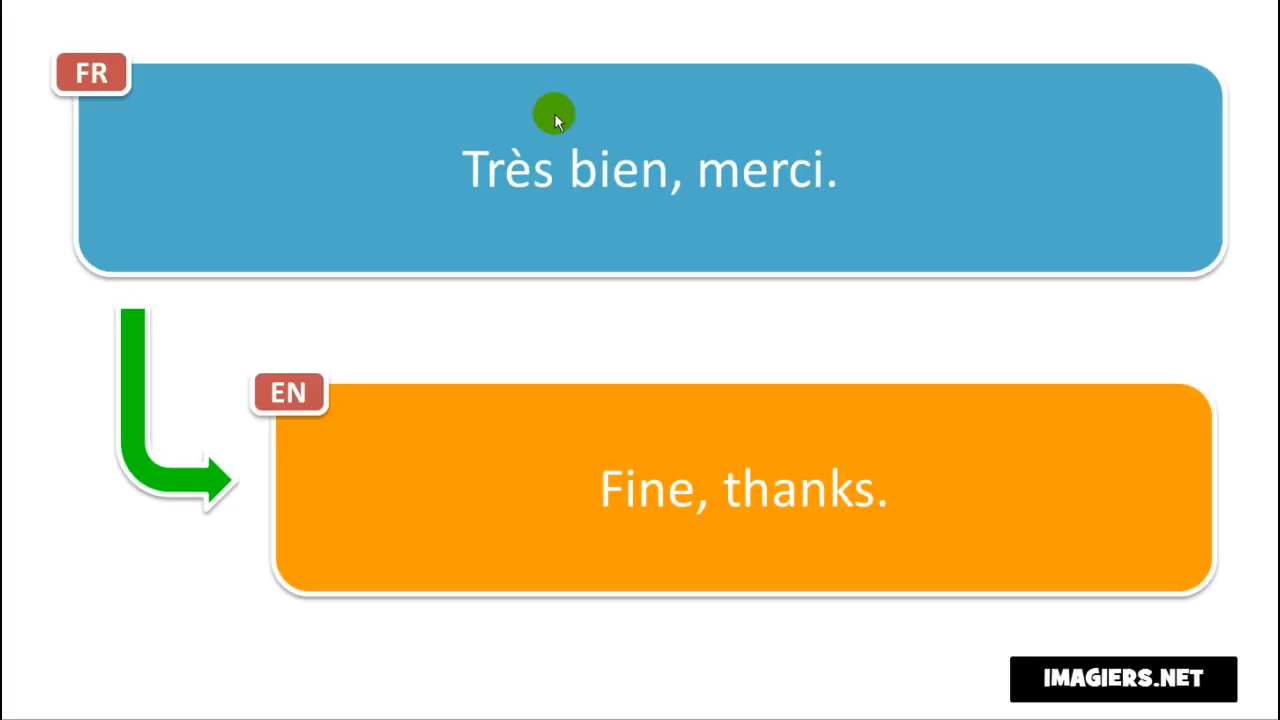 FR
Très bien, merci.
EN
Fine, thanks.
IMAGIERS.NET